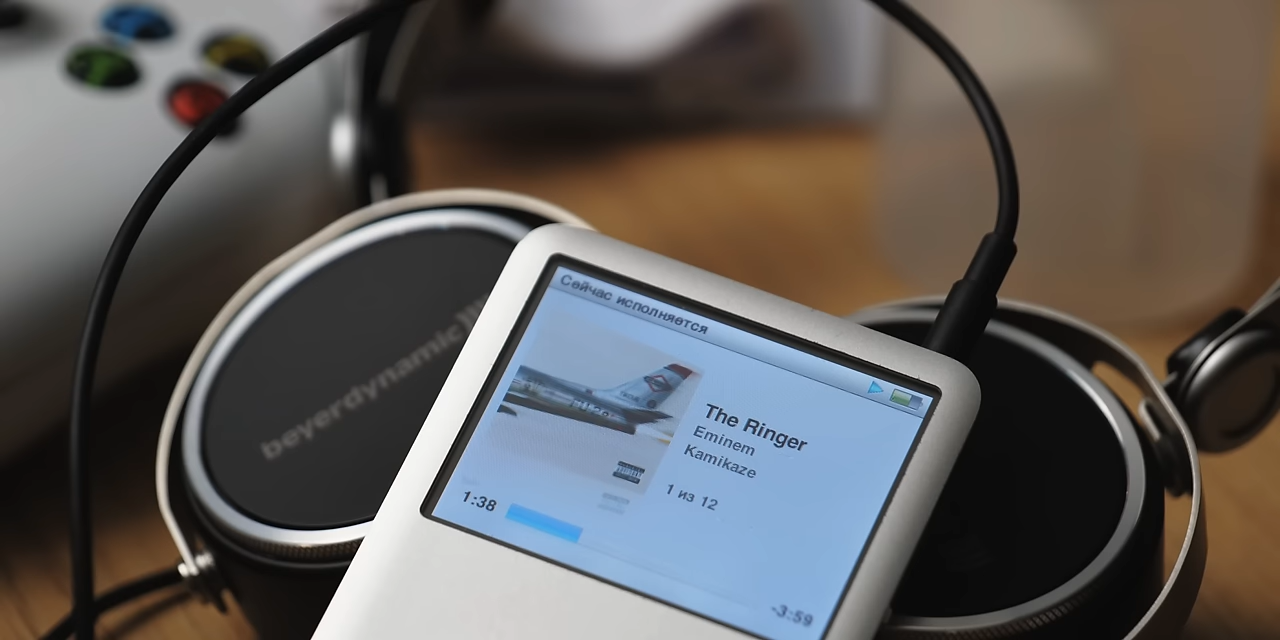 beyerdynamic
Сейчас исполняется
The Ringer
Eminem
Kamikaze
1 из 12
1:38
-3:59